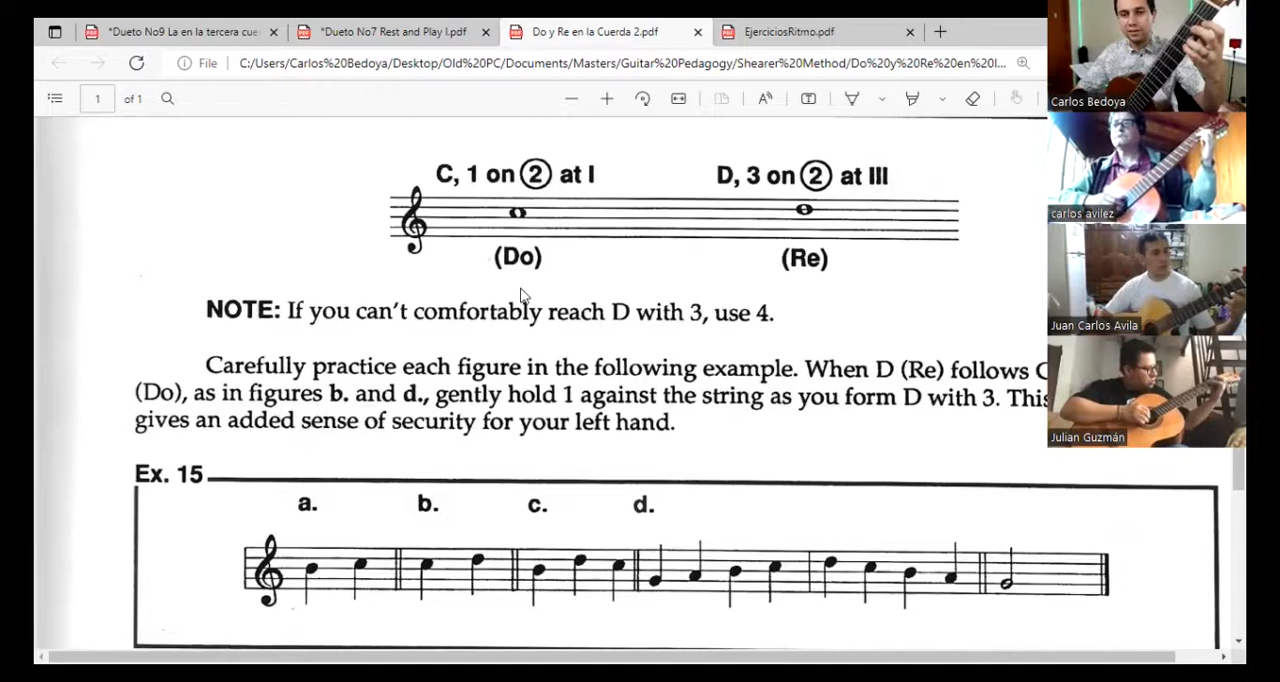 *Dueto No9 La en la tercera cue
*Dueto No7 Rest and Play I.pdf
Do y Re en la Cuerda 2.pdf
EjerciciosRitmo.pdf
File
C:/Users/Carlos%20Bedoya/Desktop/Old%20PC/Documents/Masters/Guitar%20Pedagogy/Shearer%20Method/Do%20y%20Re%20en%20l...
1 of 1
C, 1 on ② at I
D, 3 on ② at III
(Do)
(Re)
NOTE: If you can't comfortably reach D with 3, use 4.
Carefully practice each figure in the following example. When D (Re) follows C
(Do), as in figures b. and d., gently hold 1 against the string as you form D with 3. This
gives an added sense of security for your left hand.
Ex. 15
a. b. c. d.
Carlos Bedoya
carlos avilez
Juan Carlos Avila
Julian Guzmán